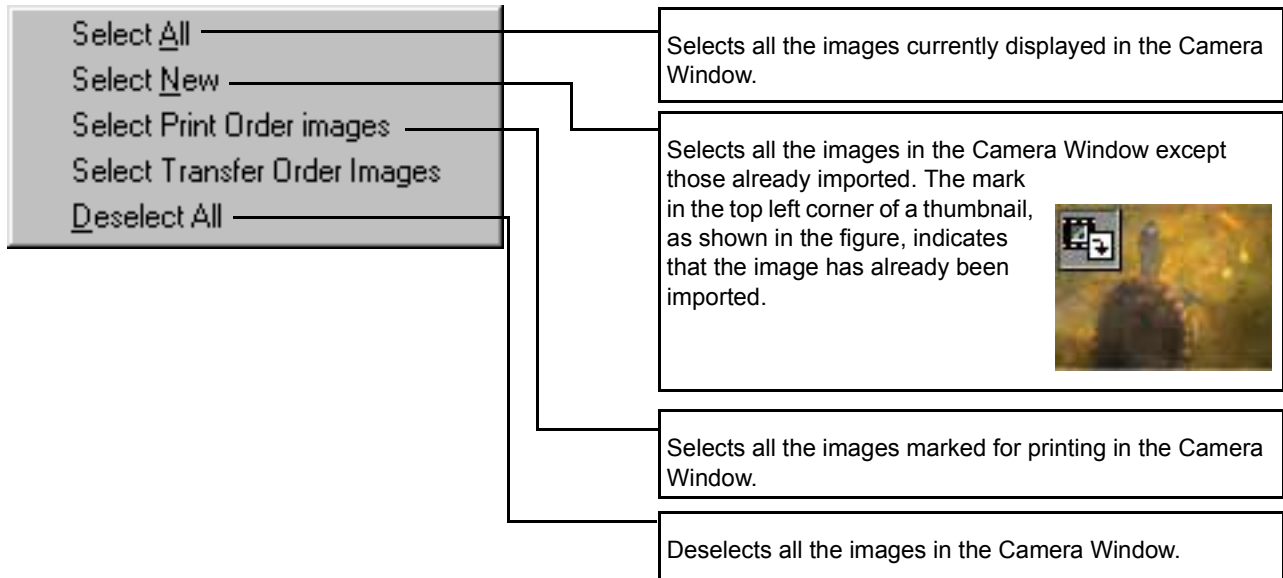 Select All
Select New
Select Print Order images
Select Transfer Order Images
Deselect All
Selects all the images currently displayed in the Camera
Window.
Selects all the images in the Camera Window except
those already imported. The mark
in the top left corner of a thumbnail,
as shown in the figure, indicates
that the image has already been
imported.
Selects all the images marked for printing in the Camera
Window.
Deselects all the images in the Camera Window.